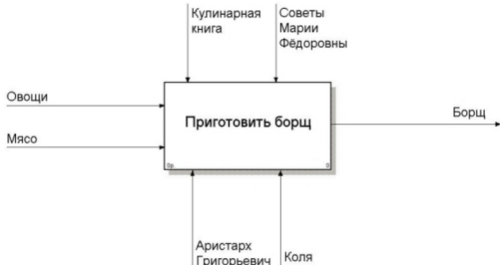 Кулинарная
книга
Советы
Марии
Фёдоровны
Овощи
Мясо
Приготовить борщ
Борщ
Аристарх
Григорьевич
Коля